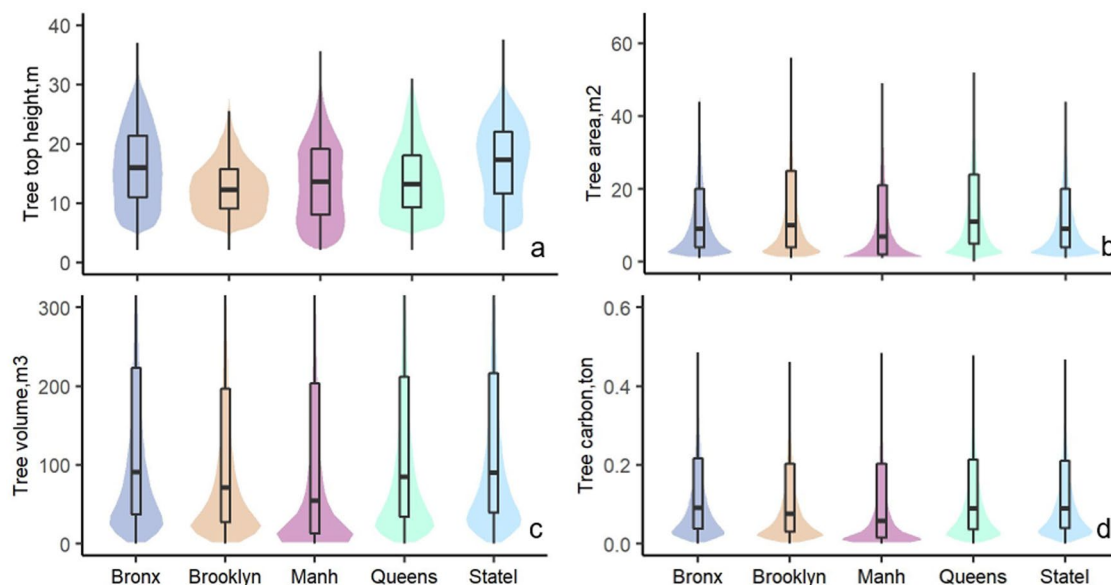 Tree top height,m
40
30
20
10
0
a
Tree area,m2
60
40
20
0
b
Tree volume,m3
300
200
100
0
c
Bronx Brooklyn Manh Queens Statel
Tree carbon,ton
0.6
0.4
0.2
0.0
d
Bronx Brooklyn Manh Queens Statel